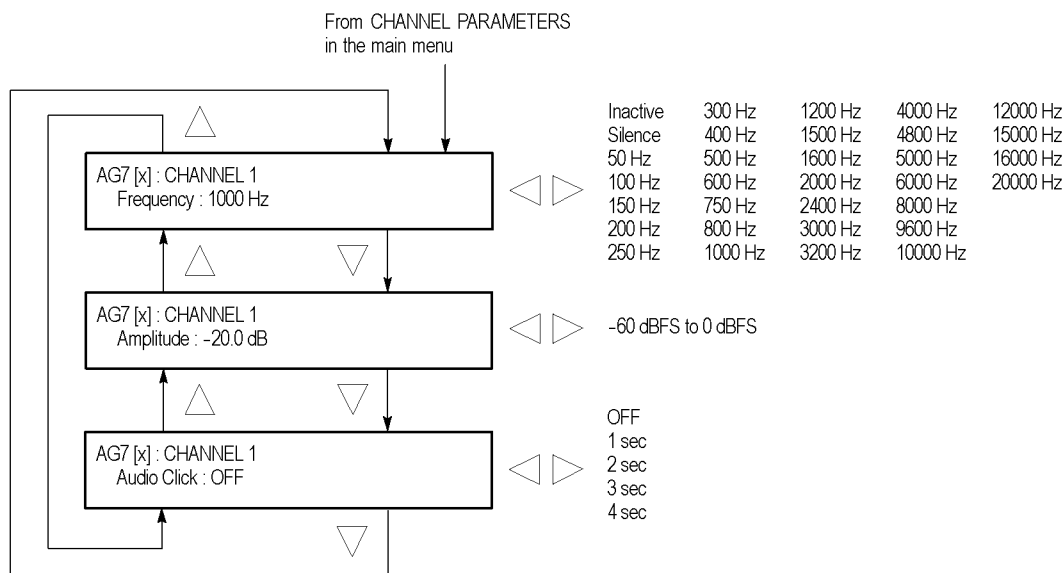 From CHANNEL PARAMETERS
in the main menu
AG7 [x] : CHANNEL 1
Frequency : 1000 Hz
Inactive 300 Hz 1200 Hz 4000 Hz 12000 Hz
Silence 400 Hz 1500 Hz 4800 Hz 15000 Hz
50 Hz 500 Hz 1600 Hz 5000 Hz 16000 Hz
100 Hz 600 Hz 2000 Hz 6000 Hz 20000 Hz
150 Hz 750 Hz 2400 Hz 8000 Hz
200 Hz 800 Hz 3000 Hz 9600 Hz
250 Hz 1000 Hz 3200 Hz 10000 Hz
AG7 [x] : CHANNEL 1
Amplitude : -20.0 dB
-60 dBFS to 0 dBFS
AG7 [x] : CHANNEL 1
Audio Click : OFF
OFF
1 sec
2 sec
3 sec
4 sec